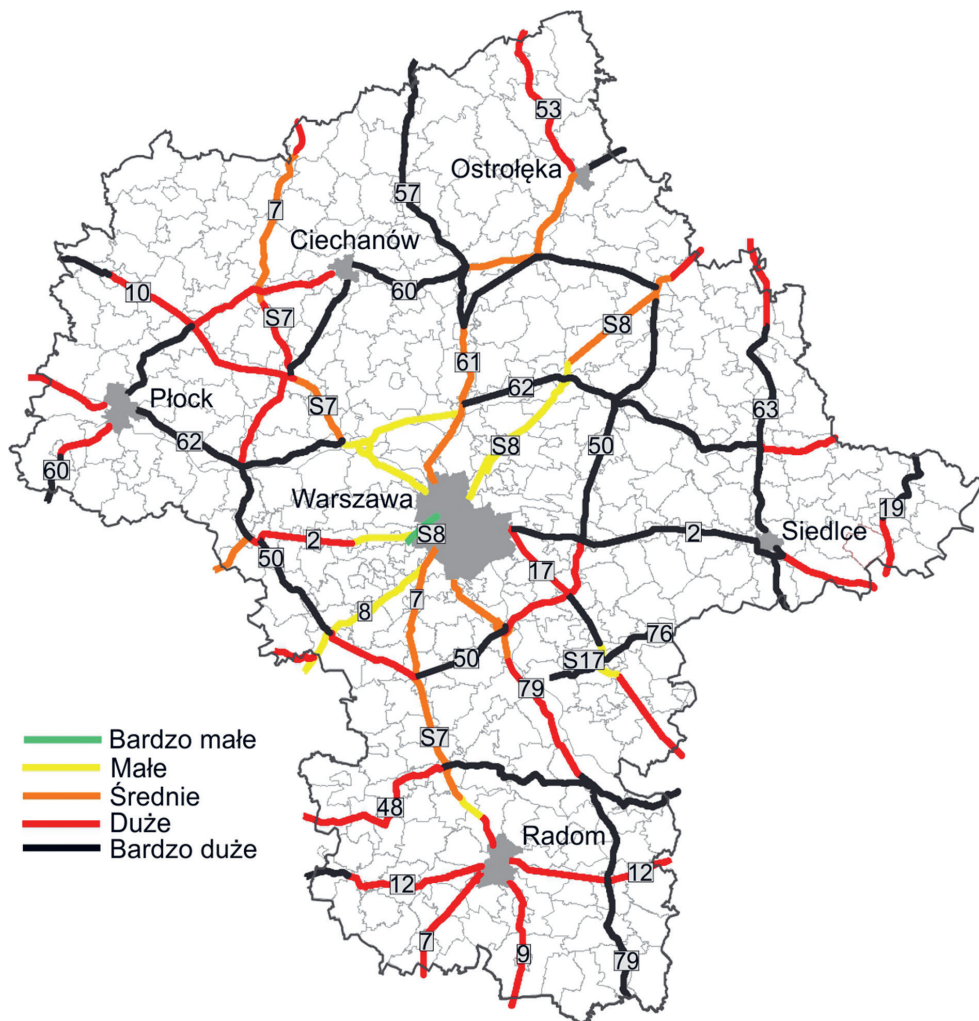 53
Ostrołęka
57
7
Ciechanów
60
10
S7
S8
61
62
S7
Płock
63
62
S8
50
60
Warszawa
19
S8
2
2
Siedlce
50
17
8
7
76
50
S17
79
S7
Bardzo małe
Małe
Średnie
Duże
Bardzo duże
48
Radom
12
12
7
9
79